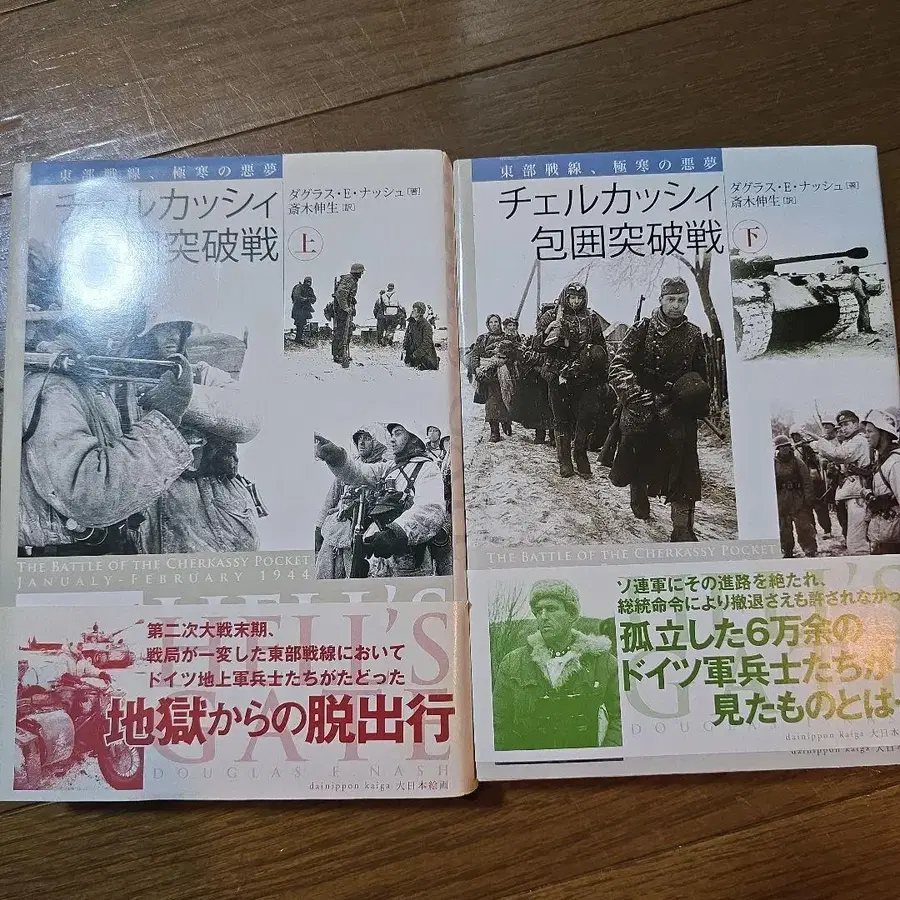 東部戦線、極寒の悪夢
チェルカッシィ
突破戦 上
ダグラス・E・ナッシュ[著]
斎木伸生[訳]
THE BATTLE OF THE CHERKASSY POCKET
JANUALY-FEBRUARY 1944
HELL'S
GATE
第二次大戦末期、
戦局が一変した東部戦線において
ドイツ地上軍兵士たちがたどった
地獄からの脱出行
DOUGLAS E. NASH
dainippon kaiga 大日本絵画
東部戦線、極寒の悪夢
チェルカッシィ
包囲突破戦 下
ダグラス・E・ナッシュ[著]
斎木伸生[訳]
THE BATTLE OF THE CHERKASSY POCKET
ソ連軍にその進路を絶たれ、
総統命令により撤退さえも許されなかっ
孤立した6万余の
ドイツ軍兵士たちが
見たものとは…
DOUGLAS
dainippon kaiga 大日本
dainippon kaiga 大日本